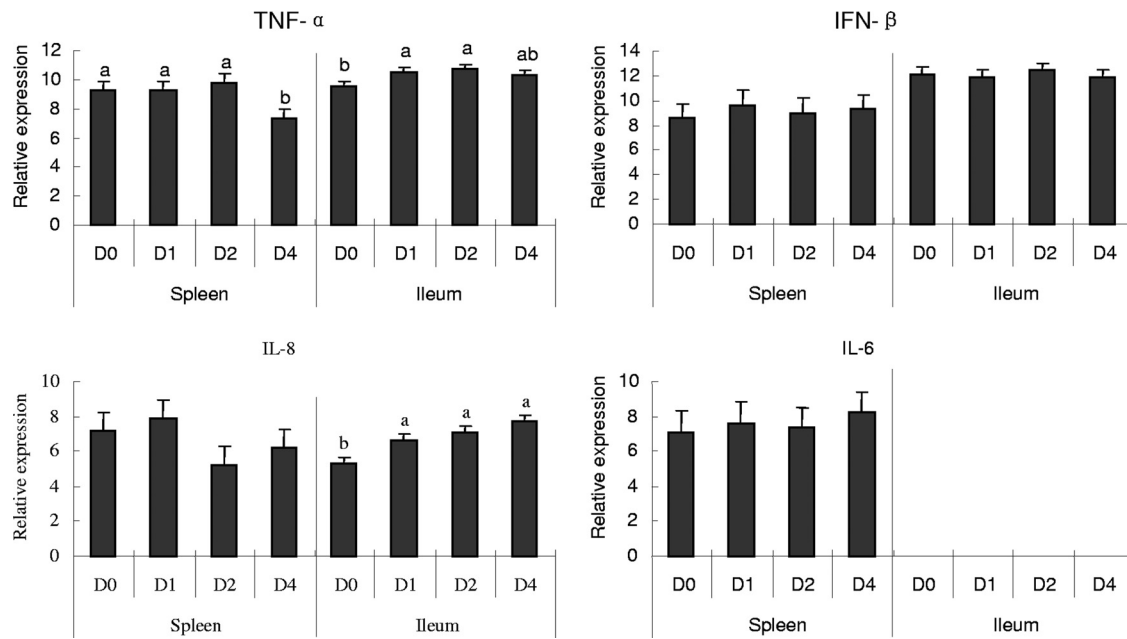 TNF- α
Relative expression
12
10
8
6
4
2
0
a a a b b a a ab
D0 D1 D2 D4 D0 D1 D2 D4
Spleen Ileum
IFN- β
Relative expression
14
12
10
8
6
4
2
0
D0 D1 D2 D4 D0 D1 D2 D4
Spleen Ileum
IL-8
Relative expression
10
8
6
4
2
0
b a a a
D0 D1 D2 D4 D0 D1 D2 D4
Spleen Ileum
IL-6
Relative expression
10
8
6
4
2
0
D0 D1 D2 D4 D0 D1 D2 D4
Spleen Ileum